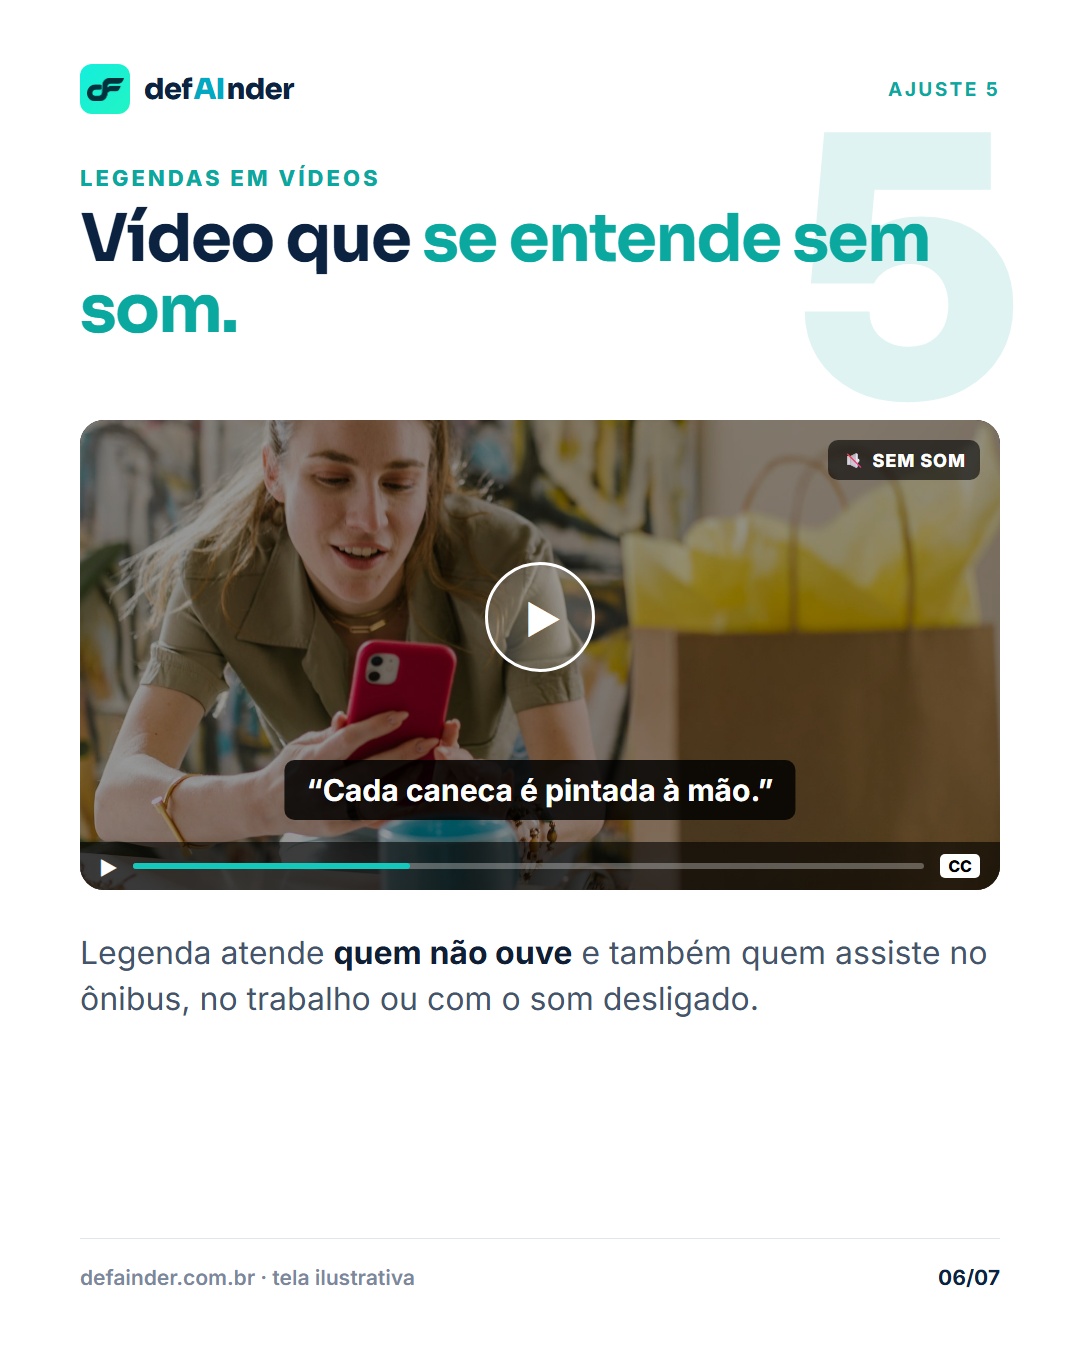 defAInder
AJUSTE 5
5
LEGENDAS EM VÍDEOS
Vídeo que se entende sem
som.
SEM SOM
“Cada caneca é pintada à mão.”
CC
Legenda atende quem não ouve e também quem assiste no
ônibus, no trabalho ou com o som desligado.
defainder.com.br · tela ilustrativa
06/07